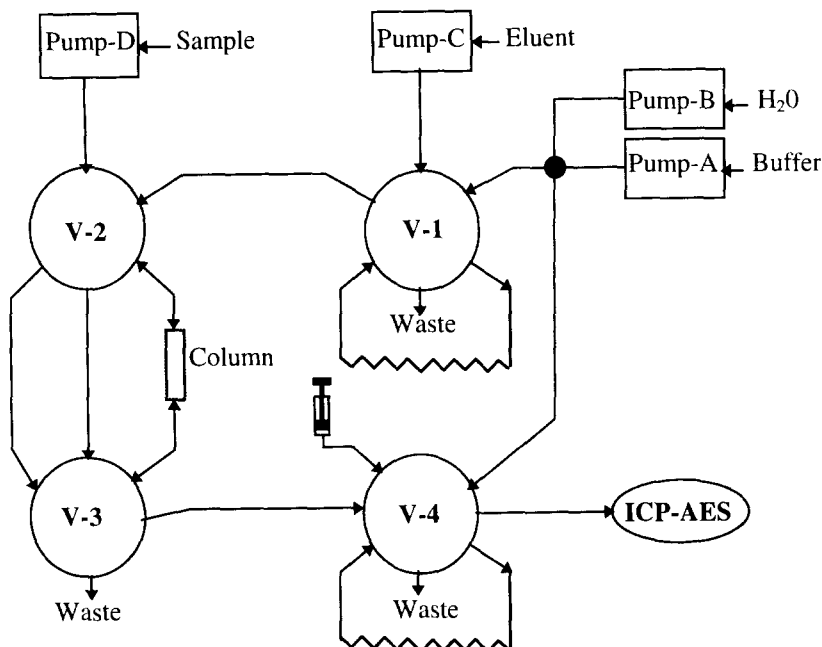 Pump-D
Sample
Pump-C
Eluent
Pump-B
H₂0
Pump-A
Buffer
V-2
V-1
Waste
Column
V-3
V-4
ICP-AES
Waste
Waste